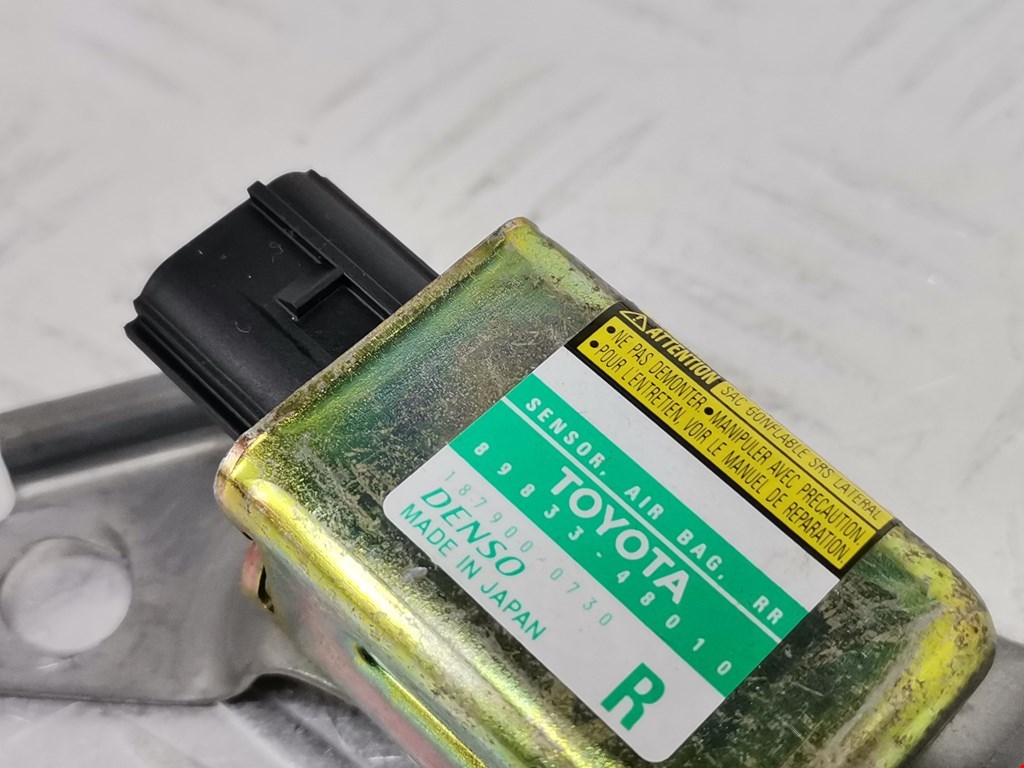 ⚠ATTENTION SAC GONFLABLE SRS LATERAL
•NE PAS DEMONTER •MANIPULER AVEC PRECAUTION
•POUR L'ENTRETIEN, VOIR LE MANUEL DE REPARATION
SENSOR, AIR BAG, RR
TOYOTA
89833-48010
187900-0730
DENSO
MADE IN JAPAN
R